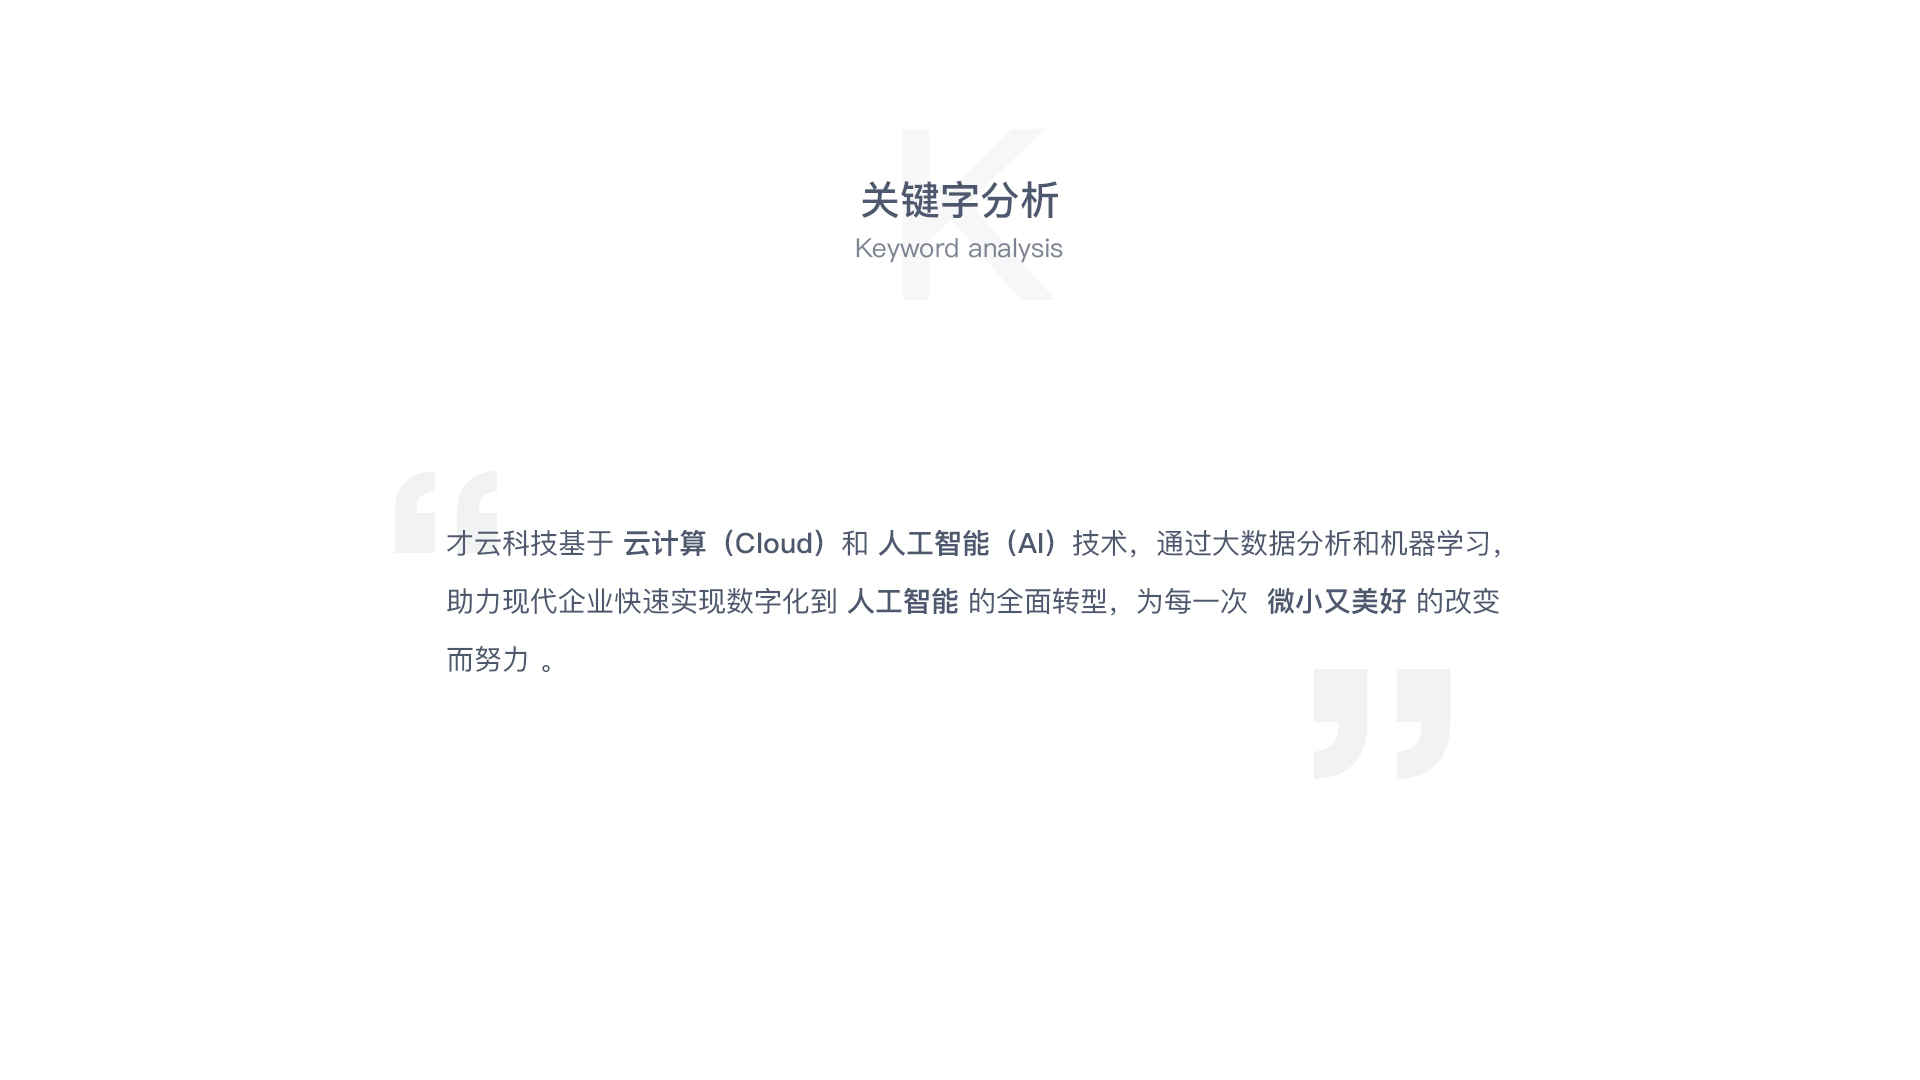 K
关键字分析
Keyword analysis
“
才云科技基于 云计算（Cloud）和 人工智能（AI）技术，通过大数据分析和机器学习，
助力现代企业快速实现数字化到 人工智能 的全面转型，为每一次 微小又美好 的改变
而努力 。
”